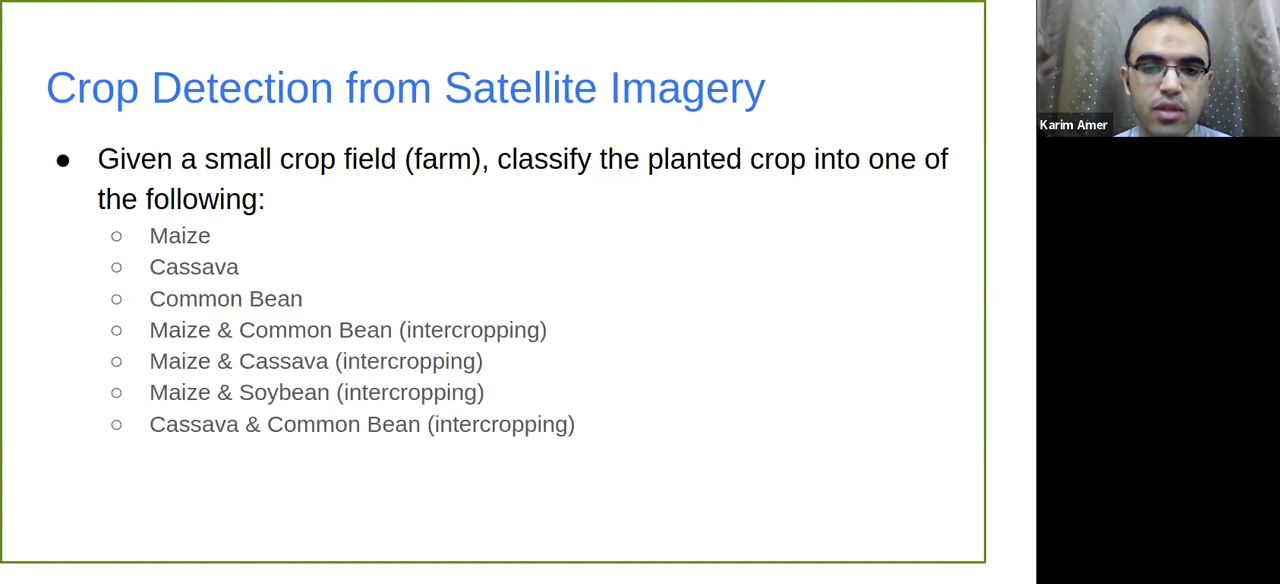 Crop Detection from Satellite Imagery
● Given a small crop field (farm), classify the planted crop into one of
the following:
○ Maize
○ Cassava
○ Common Bean
○ Maize & Common Bean (intercropping)
○ Maize & Cassava (intercropping)
○ Maize & Soybean (intercropping)
○ Cassava & Common Bean (intercropping)
Karim Amer